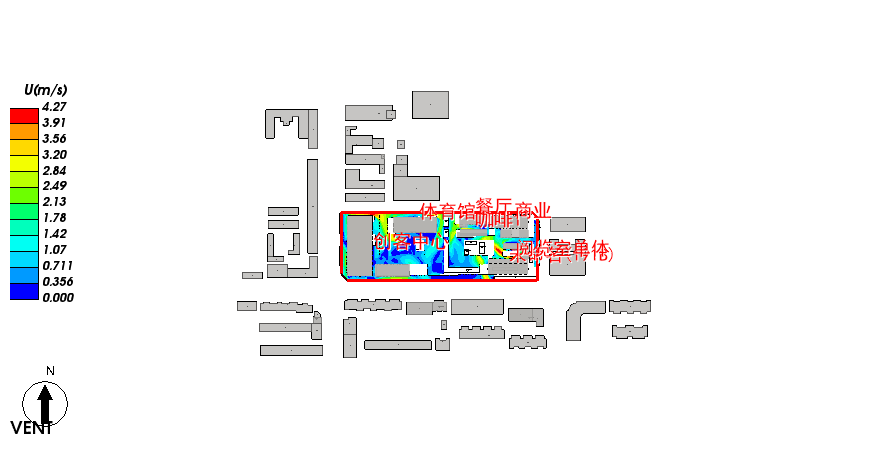 U(m/s)
4.27
3.91
3.56
3.20
2.84
2.49
2.13
1.78
1.42
1.07
0.711
0.356
0.000
体育馆
餐厅商业
咖啡厅
创客中心
N
VENT